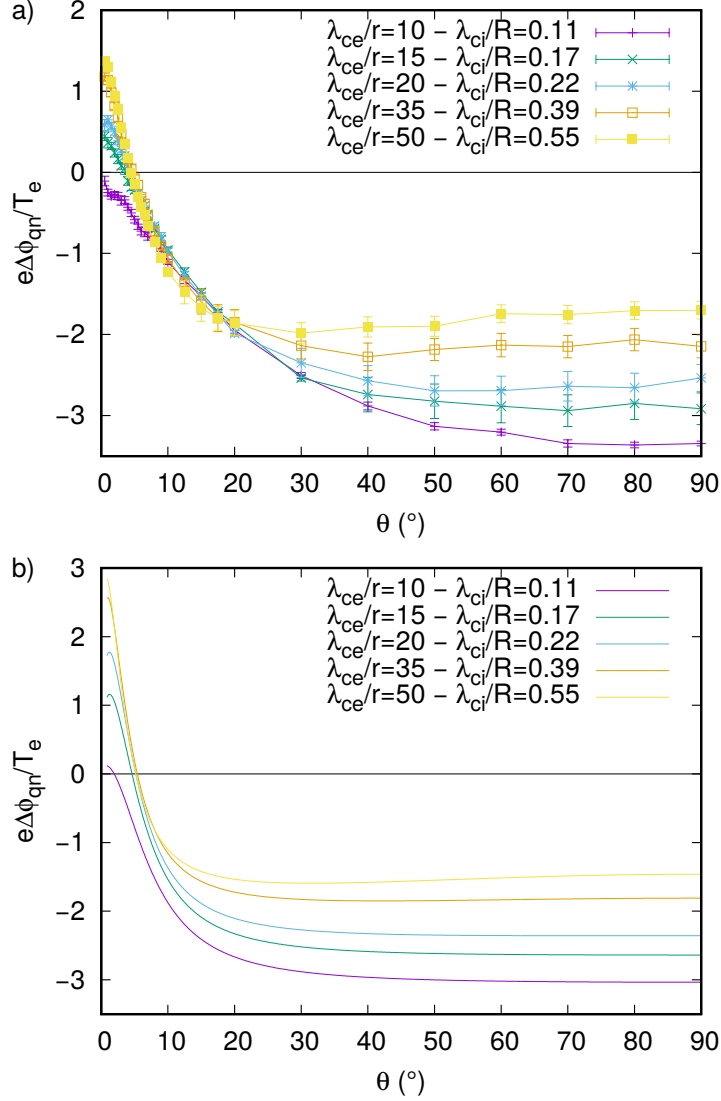 a)
2
1
0
−1
−2
−3
eΔϕqn/Te
λce/r=10 − λci/R=0.11
λce/r=15 − λci/R=0.17
λce/r=20 − λci/R=0.22
λce/r=35 − λci/R=0.39
λce/r=50 − λci/R=0.55
0 10 20 30 40 50 60 70 80 90
θ (°)
b)
3
2
1
0
−1
−2
−3
eΔϕqn/Te
λce/r=10 − λci/R=0.11
λce/r=15 − λci/R=0.17
λce/r=20 − λci/R=0.22
λce/r=35 − λci/R=0.39
λce/r=50 − λci/R=0.55
0 10 20 30 40 50 60 70 80 90
θ (°)